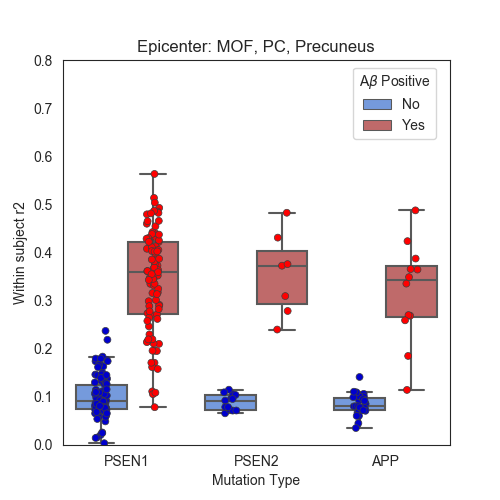 Epicenter: MOF, PC, Precuneus
Aβ Positive
No
Yes
Within subject r2
0.8
0.7
0.6
0.5
0.4
0.3
0.2
0.1
0.0
PSEN1 PSEN2 APP
Mutation Type